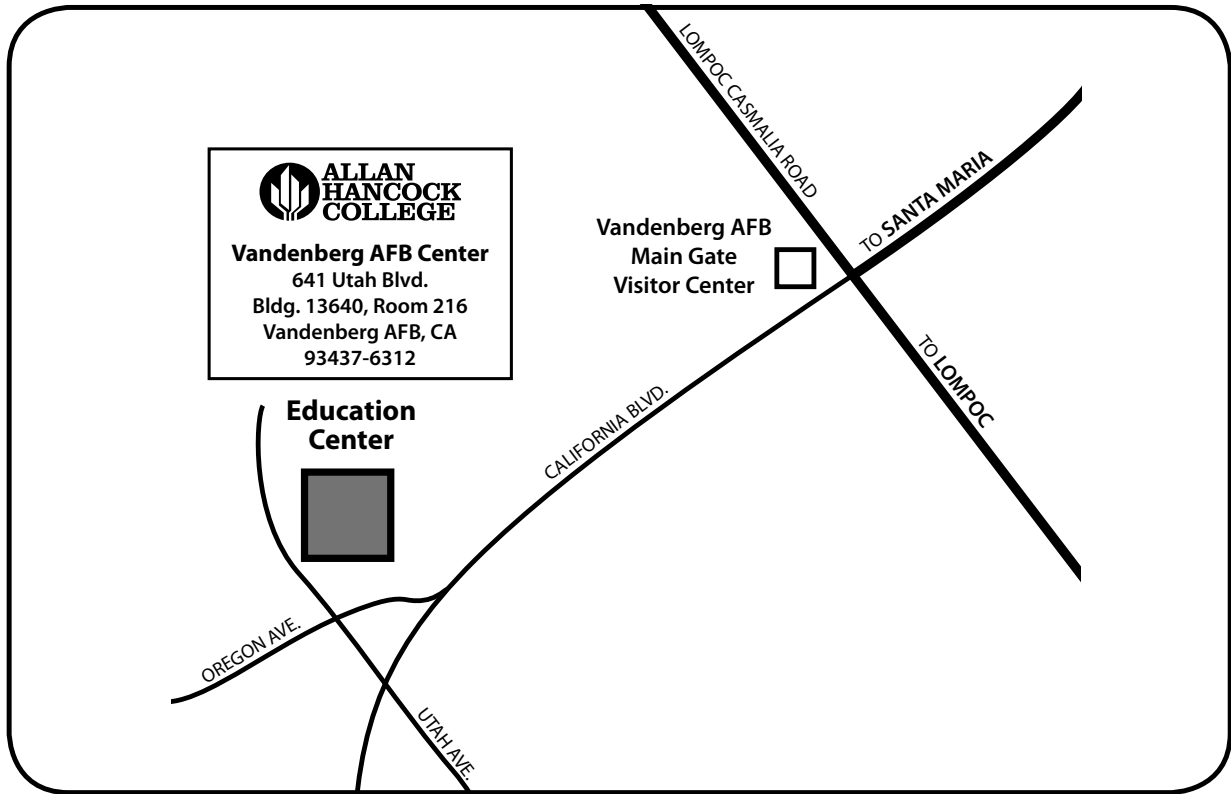 LOMPOC CASMALIA ROAD
TO SANTA MARIA
ALLAN
HANCOCK
COLLEGE
Vandenberg AFB Center
641 Utah Blvd.
Bldg. 13640, Room 216
Vandenberg AFB, CA
93437-6312
Vandenberg AFB
Main Gate
Visitor Center
TO LOMPOC
CALIFORNIA BLVD.
Education
Center
OREGON AVE.
UTAH AVE.